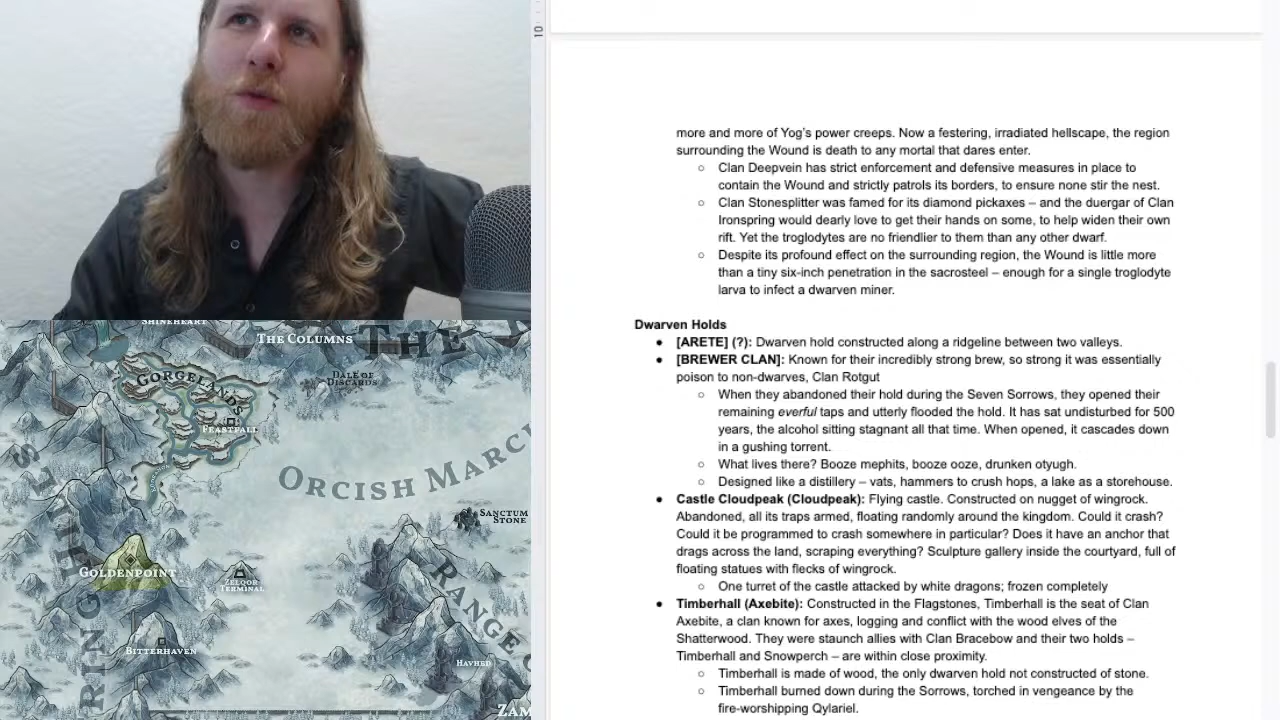 10
more and more of Yog's power creeps. Now a festering, irradiated hellscape, the region
surrounding the Wound is death to any mortal that dares enter.
○ Clan Deepvein has strict enforcement and defensive measures in place to
contain the Wound and strictly patrols its borders, to ensure none stir the nest.
○ Clan Stonesplitter was famed for its diamond pickaxes – and the duergar of Clan
Ironspring would dearly love to get their hands on some, to help widen their own
rift. Yet the troglodytes are no friendlier to them than any other dwarf.
○ Despite its profound effect on the surrounding region, the Wound is little more
than a tiny six-inch penetration in the sacrosteel – enough for a single troglodyte
larva to infect a dwarven miner.
Dwarven Holds
● [ARETE] (?): Dwarven hold constructed along a ridgeline between two valleys.
● [BREWER CLAN]: Known for their incredibly strong brew, so strong it was essentially
poison to non-dwarves, Clan Rotgut
○ When they abandoned their hold during the Seven Sorrows, they opened their
remaining everful taps and utterly flooded the hold. It has sat undisturbed for 500
years, the alcohol sitting stagnant all that time. When opened, it cascades down
in a gushing torrent.
○ What lives there? Booze mephits, booze ooze, drunken otyugh.
○ Designed like a distillery – vats, hammers to crush hops, a lake as a storehouse.
● Castle Cloudpeak (Cloudpeak): Flying castle. Constructed on nugget of wingrock.
Abandoned, all its traps armed, floating randomly around the kingdom. Could it crash?
Could it be programmed to crash somewhere in particular? Does it have an anchor that
drags across the land, scraping everything? Sculpture gallery inside the courtyard, full of
floating statues with flecks of wingrock.
○ One turret of the castle attacked by white dragons; frozen completely
● Timberhall (Axebite): Constructed in the Flagstones, Timberhall is the seat of Clan
Axebite, a clan known for axes, logging and conflict with the wood elves of the
Shatterwood. They were staunch allies with Clan Bracebow and their two holds –
Timberhall and Snowperch – are within close proximity.
○ Timberhall is made of wood, the only dwarven hold not constructed of stone.
○ Timberhall burned down during the Sorrows, torched in vengeance by the
fire-worshipping Qylariel.
SHINEHEART
THE COLUMNS
THE
DALE OF
DISCARDS
GORGELANDS
FEASTFALL
ORCISH MARC
SANCTUM
STONE
GOLDENPOINT
ZELOOR
TERMINAL
RANGE
BITTERHAVEN
HAVHED
ZAM